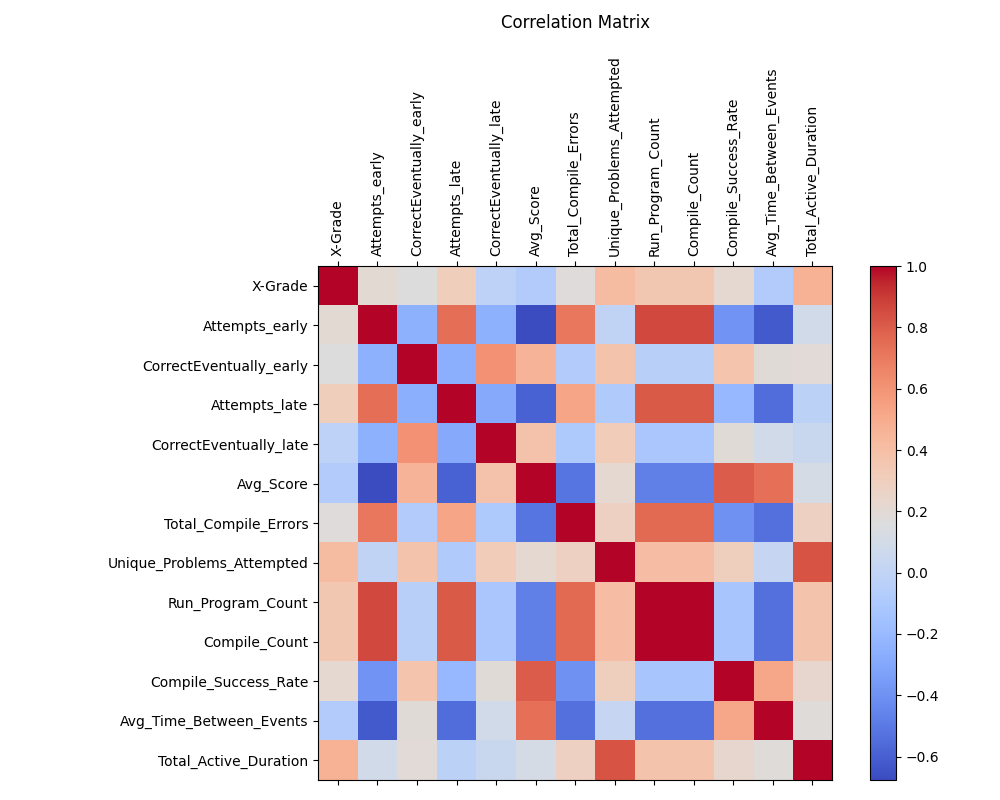 Correlation Matrix
X-Grade
Attempts_early
CorrectEventually_early
Attempts_late
CorrectEventually_late
Avg_Score
Total_Compile_Errors
Unique_Problems_Attempted
Run_Program_Count
Compile_Count
Compile_Success_Rate
Avg_Time_Between_Events
Total_Active_Duration
X-Grade
Attempts_early
CorrectEventually_early
Attempts_late
CorrectEventually_late
Avg_Score
Total_Compile_Errors
Unique_Problems_Attempted
Run_Program_Count
Compile_Count
Compile_Success_Rate
Avg_Time_Between_Events
Total_Active_Duration
1.0
0.8
0.6
0.4
0.2
0.0
−0.2
−0.4
−0.6